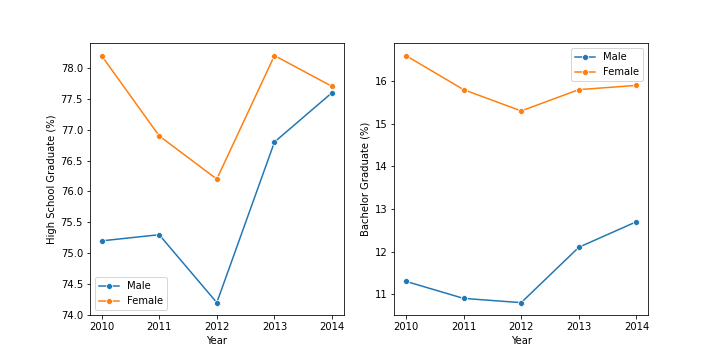 High School Graduate (%)
78.0
77.5
77.0
76.5
76.0
75.5
75.0
74.5
74.0
Male
Female
2010 2011 2012 2013 2014
Year
Bachelor Graduate (%)
16
15
14
13
12
11
Male
Female
2010 2011 2012 2013 2014
Year